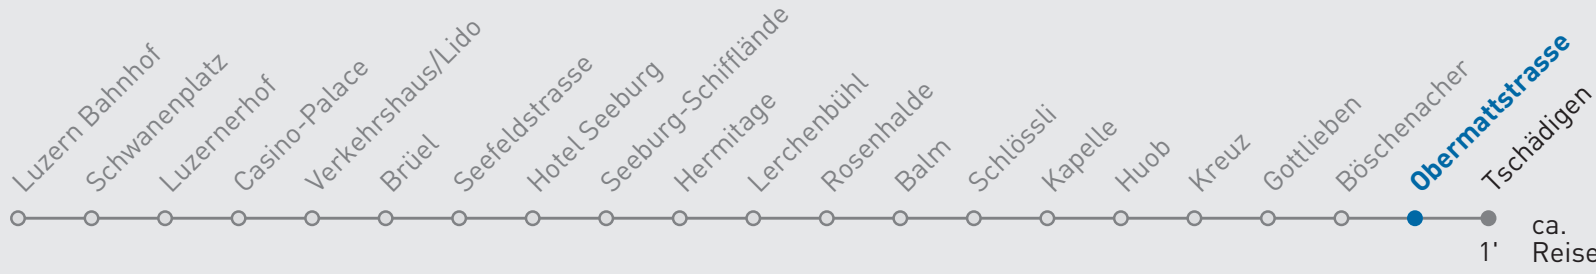 Luzern Bahnhof
Schwanenplatz
Luzernerhof
Casino-Palace
Verkehrshaus/Lido
Brüel
Seefeldstrasse
Hotel Seeburg
Seeburg-Schifflände
Hermitage
Lerchenbühl
Rosenhalde
Balm
Schlössli
Kapelle
Huob
Kreuz
Gottlieben
Böschenacher
Obermattstrasse
Tschädigen
ca.
1' Reise